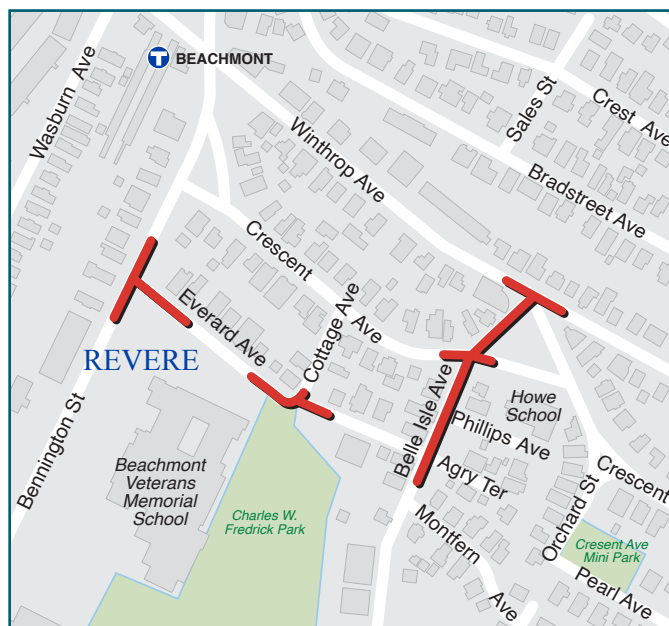 T BEACHMONT
Wasburn Ave
Sales St
Crest Ave
Winthrop Ave
Bradstreet Ave
Crescent
Ave
Everard Ave
Cottage Ave
REVERE
Bennington St
Belle Isle Ave
Howe
School
Phillips Ave
Beachmont
Veterans
Memorial
School
Agry Ter
Crescent
Charles W.
Fredrick Park
Montfern
Ave
Orchard St
Cresent Ave
Mini Park
Pearl Ave